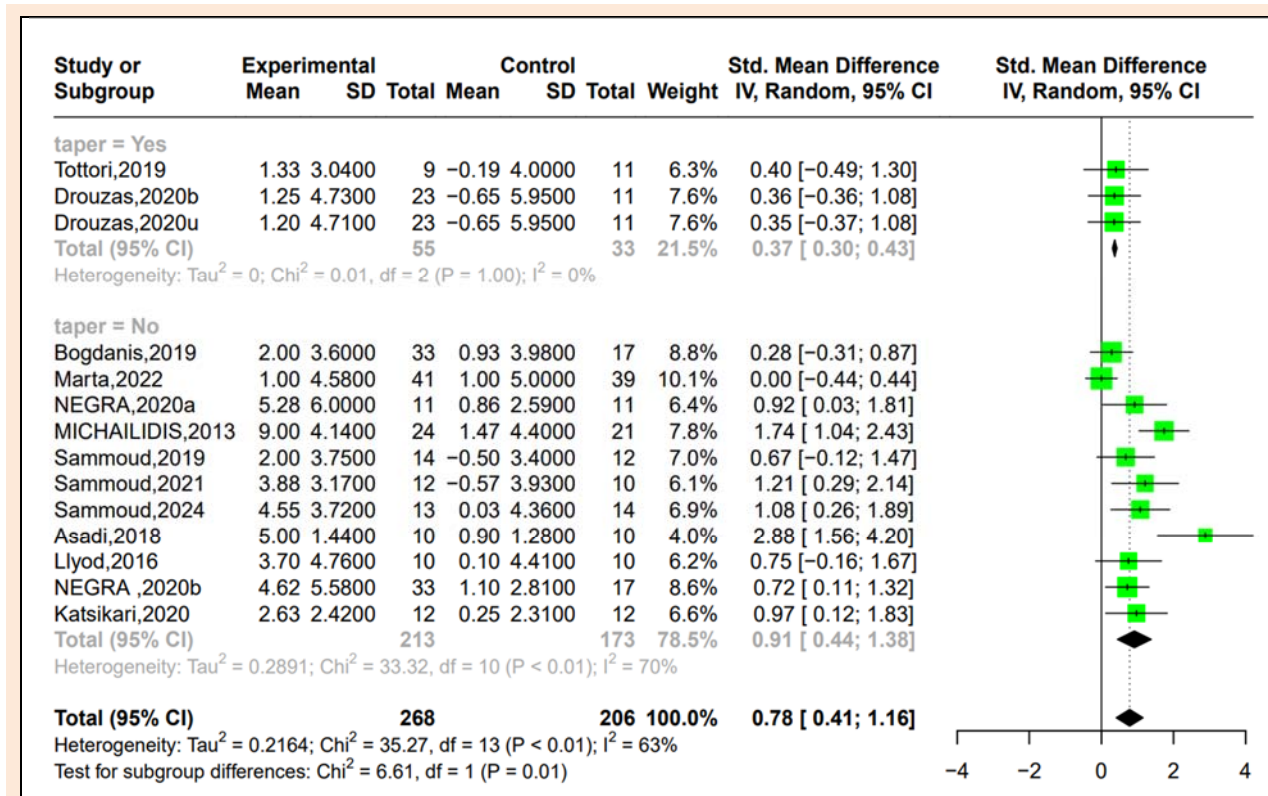 Study or Experimental Control Std. Mean Difference Std. Mean Difference
Subgroup Mean SD Total Mean SD Total Weight IV, Random, 95% CI IV, Random, 95% CI
taper = Yes
Tottori,2019 1.33 3.0400 9 −0.19 4.0000 11 6.3% 0.40 [−0.49; 1.30]
Drouzas,2020b 1.25 4.7300 23 −0.65 5.9500 11 7.6% 0.36 [−0.36; 1.08]
Drouzas,2020u 1.20 4.7100 23 −0.65 5.9500 11 7.6% 0.35 [−0.37; 1.08]
Total (95% CI) 55 33 21.5% 0.37 [ 0.30; 0.43]
Heterogeneity: Tau² = 0; Chi² = 0.01, df = 2 (P = 1.00); I² = 0%
taper = No
Bogdanis,2019 2.00 3.6000 33 0.93 3.9800 17 8.8% 0.28 [−0.31; 0.87]
Marta,2022 1.00 4.5800 41 1.00 5.0000 39 10.1% 0.00 [−0.44; 0.44]
NEGRA,2020a 5.28 6.0000 11 0.86 2.5900 11 6.4% 0.92 [ 0.03; 1.81]
MICHAILIDIS,2013 9.00 4.1400 24 1.47 4.4000 21 7.8% 1.74 [ 1.04; 2.43]
Sammoud,2019 2.00 3.7500 14 −0.50 3.4000 12 7.0% 0.67 [−0.12; 1.47]
Sammoud,2021 3.88 3.1700 12 −0.57 3.9300 10 6.1% 1.21 [ 0.29; 2.14]
Sammoud,2024 4.55 3.7200 13 0.03 4.3600 14 6.9% 1.08 [ 0.26; 1.89]
Asadi,2018 5.00 1.4400 10 0.90 1.2800 10 4.0% 2.88 [ 1.56; 4.20]
Llyod,2016 3.70 4.7600 10 0.10 4.4100 10 6.2% 0.75 [−0.16; 1.67]
NEGRA ,2020b 4.62 5.5800 33 1.10 2.8100 17 8.6% 0.72 [ 0.11; 1.32]
Katsikari,2020 2.63 2.4200 12 0.25 2.3100 12 6.6% 0.97 [ 0.12; 1.83]
Total (95% CI) 213 173 78.5% 0.91 [ 0.44; 1.38]
Heterogeneity: Tau² = 0.2891; Chi² = 33.32, df = 10 (P < 0.01); I² = 70%
Total (95% CI) 268 206 100.0% 0.78 [ 0.41; 1.16]
Heterogeneity: Tau² = 0.2164; Chi² = 35.27, df = 13 (P < 0.01); I² = 63%
Test for subgroup differences: Chi² = 6.61, df = 1 (P = 0.01)
−4 −2 0 2 4